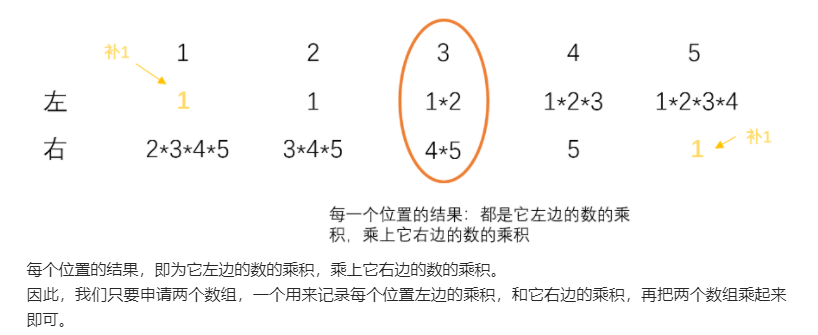 补1 1 2 3 4 5
左 1 1 1*2 1*2*3 1*2*3*4
右 2*3*4*5 3*4*5 4*5 5 1 补1
每一个位置的结果：都是它左边的数的乘
积，乘上它右边的数的乘积
每个位置的结果，即为它左边的数的乘积，乘上它右边的数的乘积。
因此，我们只要申请两个数组，一个用来记录每个位置左边的乘积，和它右边的乘积，再把两个数组乘起来
即可。